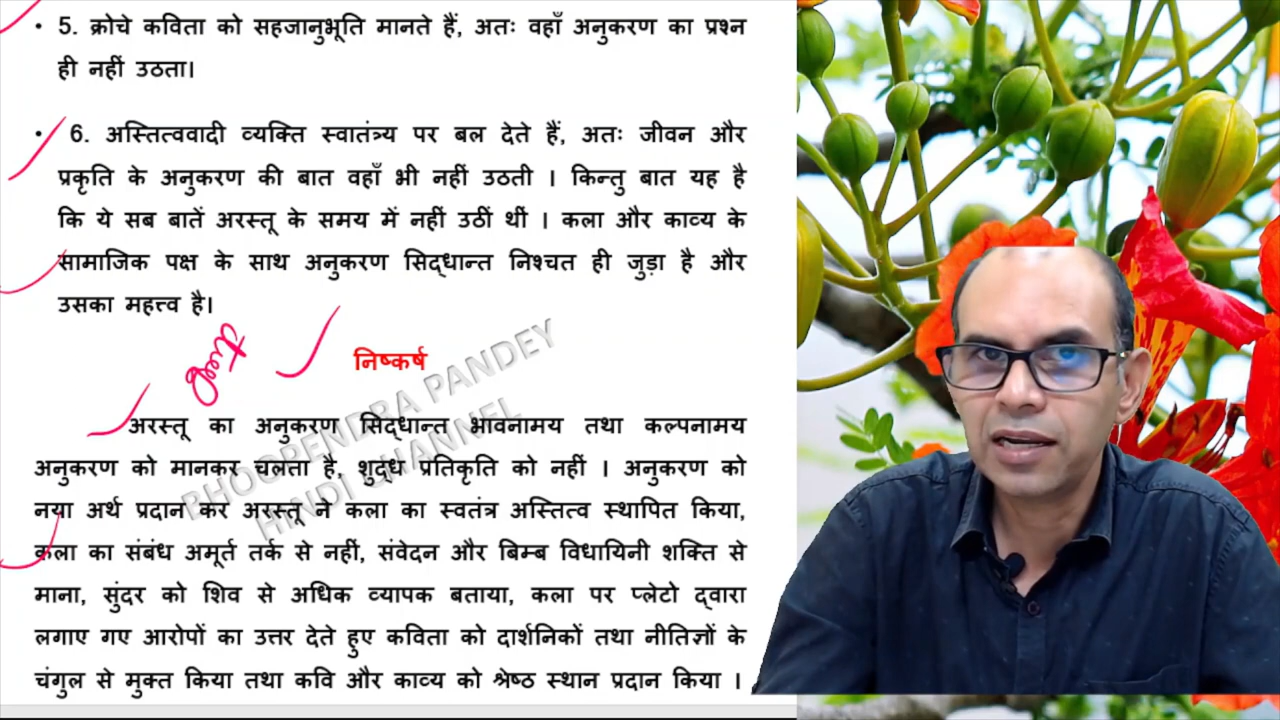 • 5. क्रोचे कविता को सहजानुभूति मानते हैं, अतः वहाँ अनुकरण का प्रश्न
ही नहीं उठता।
• 6. अस्तित्ववादी व्यक्ति स्वातंत्र्य पर बल देते हैं, अतः जीवन और
प्रकृति के अनुकरण की बात वहाँ भी नहीं उठती । किन्तु बात यह है
कि ये सब बातें अरस्तू के समय में नहीं उठीं थीं । कला और काव्य के
सामाजिक पक्ष के साथ अनुकरण सिद्धान्त निश्चत ही जुड़ा है और
उसका महत्त्व है।
निष्कर्ष
अरस्तू का अनुकरण सिद्धान्त भावनामय तथा कल्पनामय
अनुकरण को मानकर चलता है, शुद्ध प्रतिकृति को नहीं । अनुकरण को
नया अर्थ प्रदान कर अरस्तू ने कला का स्वतंत्र अस्तित्व स्थापित किया,
कला का संबंध अमूर्त तर्क से नहीं, संवेदन और बिम्ब विधायिनी शक्ति से
माना, सुंदर को शिव से अधिक व्यापक बताया, कला पर प्लेटो द्वारा
लगाए गए आरोपों का उत्तर देते हुए कविता को दार्शनिकों तथा नीतिज्ञों के
चंगुल से मुक्त किया तथा कवि और काव्य को श्रेष्ठ स्थान प्रदान किया ।
BHOOPENDRA PANDEY
HINDI CHANNEL